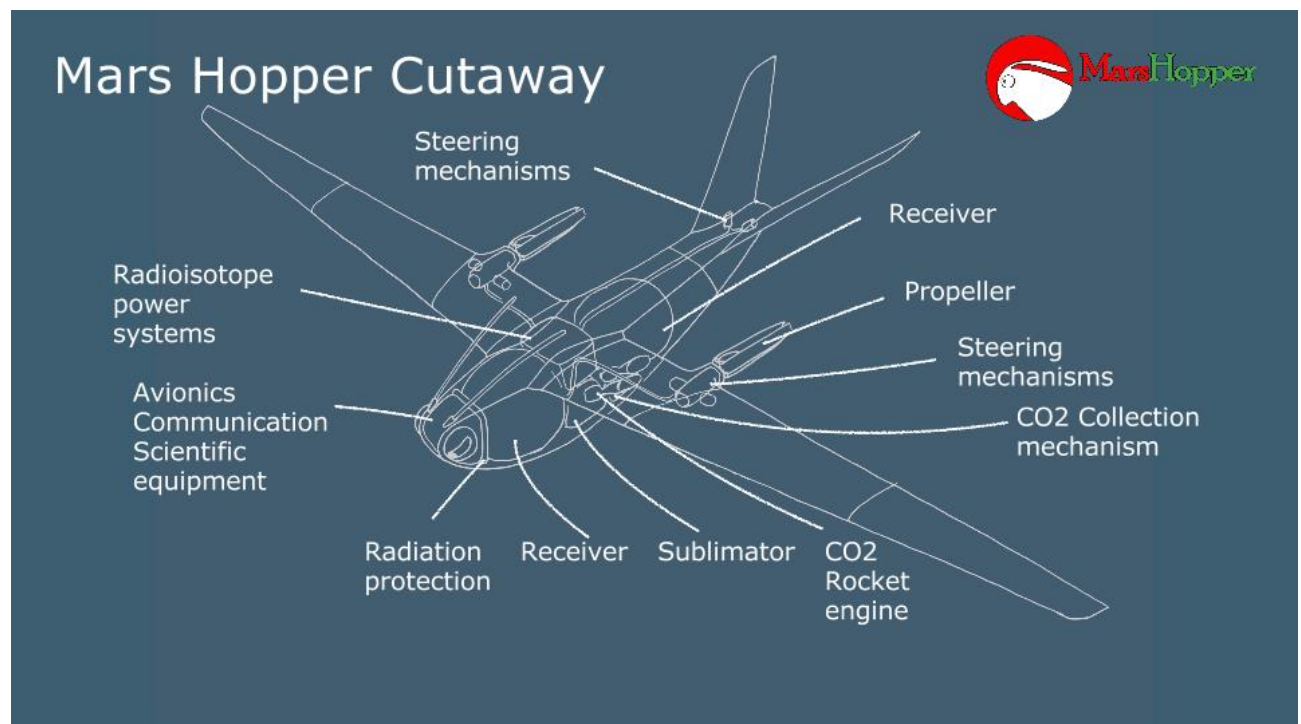 Mars Hopper Cutaway
MarsHopper
Steering
mechanisms
Receiver
Radioisotope
power
systems
Propeller
Steering
mechanisms
Avionics
Communication
Scientific
equipment
CO2 Collection
mechanism
Radiation
protection
Receiver
Sublimator
CO2
Rocket
engine